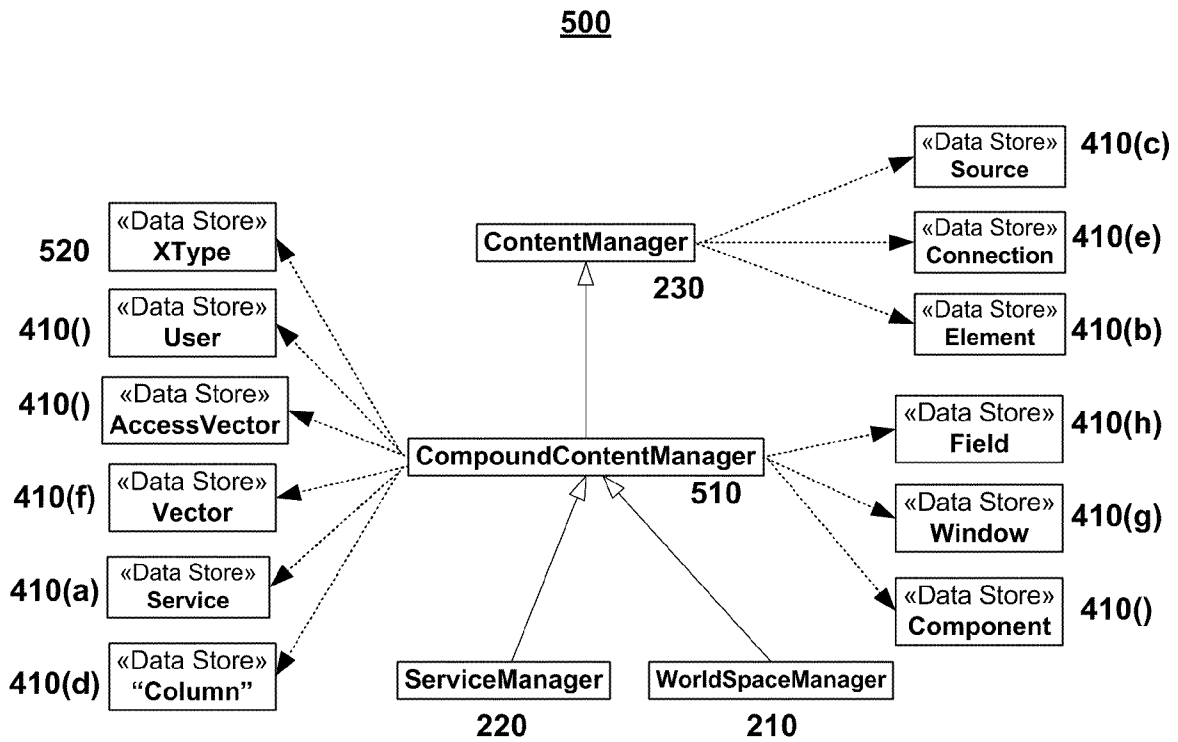 500
«Data Store»
Source
410(c)
«Data Store»
XType
520
ContentManager
230
«Data Store»
Connection
410(e)
«Data Store»
User
410()
«Data Store»
Element
410(b)
«Data Store»
AccessVector
410()
«Data Store»
Field
410(h)
CompoundContentManager
510
«Data Store»
Vector
410(f)
«Data Store»
Window
410(g)
«Data Store»
Service
410(a)
«Data Store»
Component
410()
«Data Store»
“Column”
410(d)
ServiceManager
220
WorldSpaceManager
210